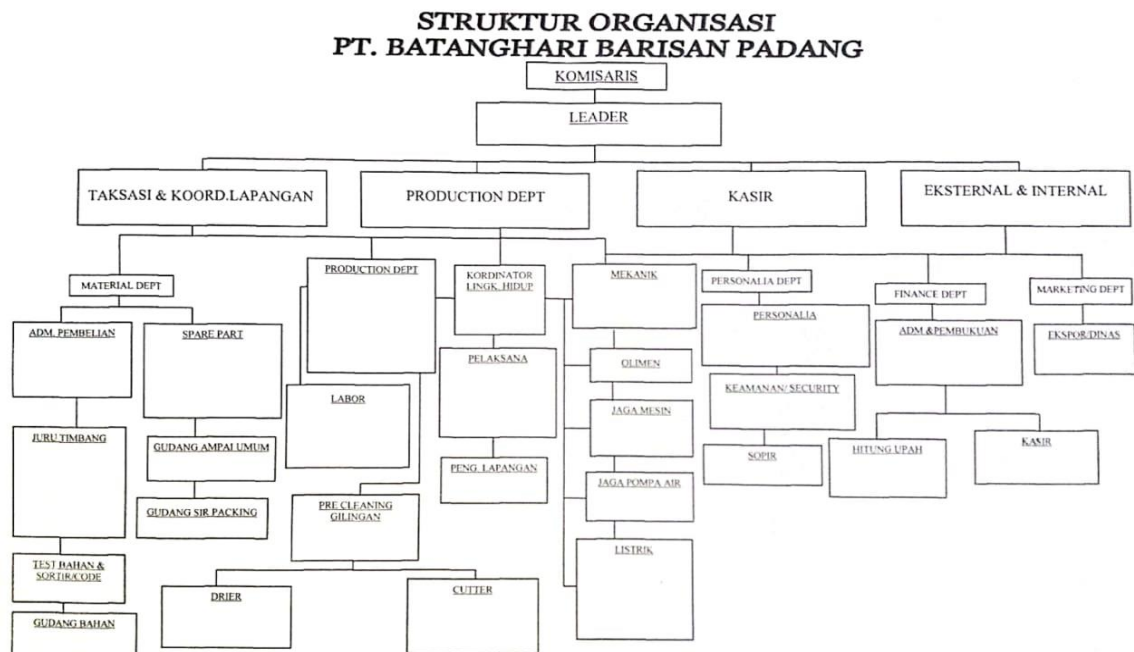 STRUKTUR ORGANISASI
PT. BATANGHARI BARISAN PADANG
KOMISARIS
LEADER
TAKSASI & KOORD.LAPANGAN
PRODUCTION DEPT
KASIR
EKSTERNAL & INTERNAL
MATERIAL DEPT
PRODUCTION DEPT
KORDINATOR
LINGK. HIDUP
MEKANIK
PERSONALIA DEPT
FINANCE DEPT
MARKETING DEPT
ADM. PEMBELIAN
SPARE PART
PELAKSANA
OLIMEN
PERSONALIA
ADM &PEMBUKUAN
EKSPOR/DINAS
LABOR
KEAMANAN/ SECURITY
JURU TIMBANG
GUDANG AMPAI UMUM
PENG. LAPANGAN
JAGA MESIN
SOPIR
HITUNG UPAH
KASIR
GUDANG SIR PACKING
PRE CLEANING
GILINGAN
JAGA POMPA AIR
LISTRIK
TEST BAHAN &
SORTIR/CODE
DRIER
CUTTER
GUDANG BAHAN